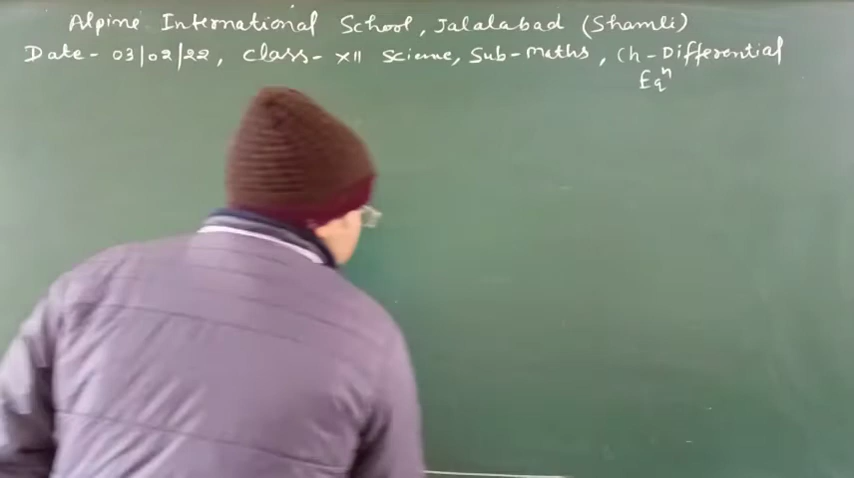 Alpine International School, Jalalabad (Shamli)
Date - 03/02/22, Class - XII Science, Sub - Maths, Ch - Differential
Eqⁿ